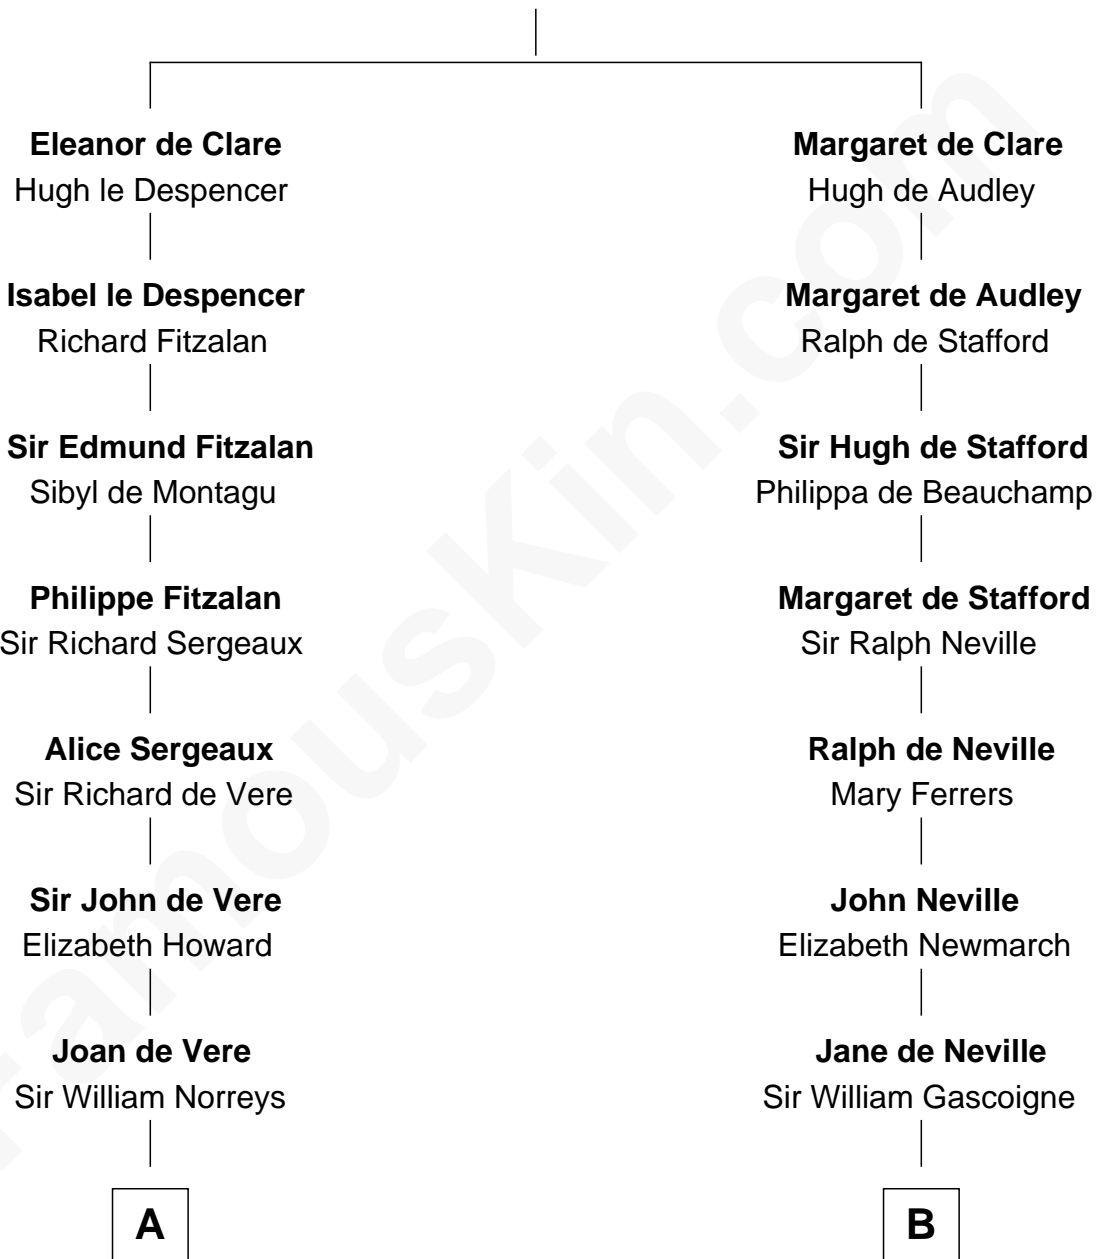 Eleanor de Clare
Hugh le Despencer
Isabel le Despencer
Richard Fitzalan
Sir Edmund Fitzalan
Sibyl de Montagu
Philippe Fitzalan
Sir Richard Sergeaux
Alice Sergeaux
Sir Richard de Vere
Sir John de Vere
Elizabeth Howard
Joan de Vere
Sir William Norreys
A
Margaret de Clare
Hugh de Audley
Margaret de Audley
Ralph de Stafford
Sir Hugh de Stafford
Philippa de Beauchamp
Margaret de Stafford
Sir Ralph Neville
Ralph de Neville
Mary Ferrers
John Neville
Elizabeth Newmarch
Jane de Neville
Sir William Gascoigne
B
FamousKin.com